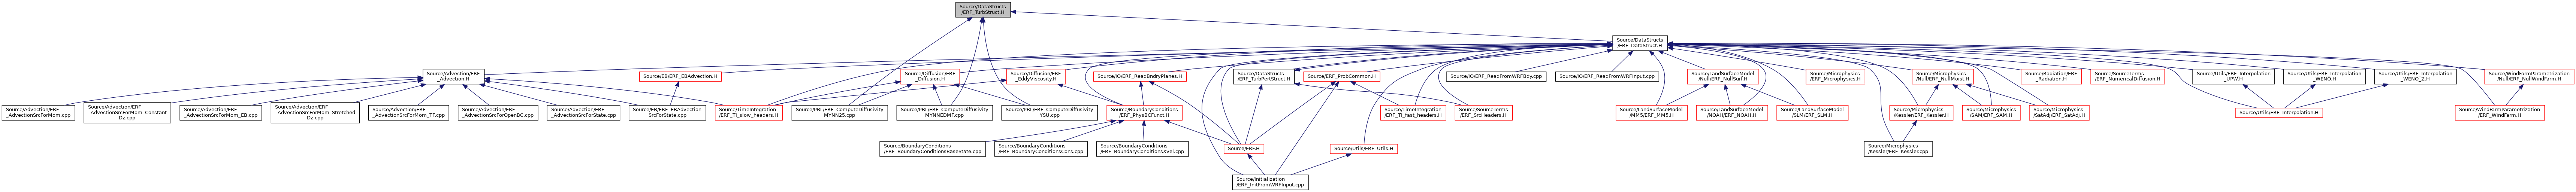 Source/DataStructs
/ERF_TurbStruct.H
Source/DataStructs
/ERF_DataStruct.H
Source/Advection/ERF
_Advection.H
Source/EB/ERF_EBAdvection.H
Source/Diffusion/ERF
_Diffusion.H
Source/Diffusion/ERF
_EddyViscosity.H
Source/IO/ERF_ReadBndryPlanes.H
Source/DataStructs
/ERF_TurbPertStruct.H
Source/ERF_ProbCommon.H
Source/IO/ERF_ReadFromWRFBdy.cpp
Source/IO/ERF_ReadFromWRFInput.cpp
Source/LandSurfaceModel
/Null/ERF_NullSurf.H
Source/Microphysics
/ERF_Microphysics.H
Source/Microphysics
/Null/ERF_NullMoist.H
Source/Radiation/ERF
_Radiation.H
Source/SourceTerms
/ERF_NumericalDiffusion.H
Source/Utils/ERF_Interpolation
_UPW.H
Source/Utils/ERF_Interpolation
_WENO.H
Source/Utils/ERF_Interpolation
_WENO_Z.H
Source/WindFarmParametrization
/Null/ERF_NullWindFarm.H
Source/Advection/ERF
_AdvectionSrcForMom.cpp
Source/Advection/ERF
_AdvectionSrcForMom_Constant
Dz.cpp
Source/Advection/ERF
_AdvectionSrcForMom_EB.cpp
Source/Advection/ERF
_AdvectionSrcForMom_Stretched
Dz.cpp
Source/Advection/ERF
_AdvectionSrcForMom_TF.cpp
Source/Advection/ERF
_AdvectionSrcForOpenBC.cpp
Source/Advection/ERF
_AdvectionSrcForState.cpp
Source/EB/ERF_EBAdvection
SrcForState.cpp
Source/TimeIntegration
/ERF_TI_slow_headers.H
Source/PBL/ERF_ComputeDiffusivity
MYNN25.cpp
Source/PBL/ERF_ComputeDiffusivity
MYNNEDMF.cpp
Source/PBL/ERF_ComputeDiffusivity
YSU.cpp
Source/BoundaryConditions
/ERF_PhysBCFunct.H
Source/TimeIntegration
/ERF_TI_fast_headers.H
Source/SourceTerms
/ERF_SrcHeaders.H
Source/LandSurfaceModel
/MM5/ERF_MM5.H
Source/LandSurfaceModel
/NOAH/ERF_NOAH.H
Source/LandSurfaceModel
/SLM/ERF_SLM.H
Source/Microphysics
/Kessler/ERF_Kessler.H
Source/Microphysics
/SAM/ERF_SAM.H
Source/Microphysics
/SatAdj/ERF_SatAdj.H
Source/Utils/ERF_Interpolation.H
Source/WindFarmParametrization
/ERF_WindFarm.H
Source/BoundaryConditions
/ERF_BoundaryConditionsBaseState.cpp
Source/BoundaryConditions
/ERF_BoundaryConditionsCons.cpp
Source/BoundaryConditions
/ERF_BoundaryConditionsXvel.cpp
Source/ERF.H
Source/Utils/ERF_Utils.H
Source/Microphysics
/Kessler/ERF_Kessler.cpp
Source/Initialization
/ERF_InitFromWRFInput.cpp